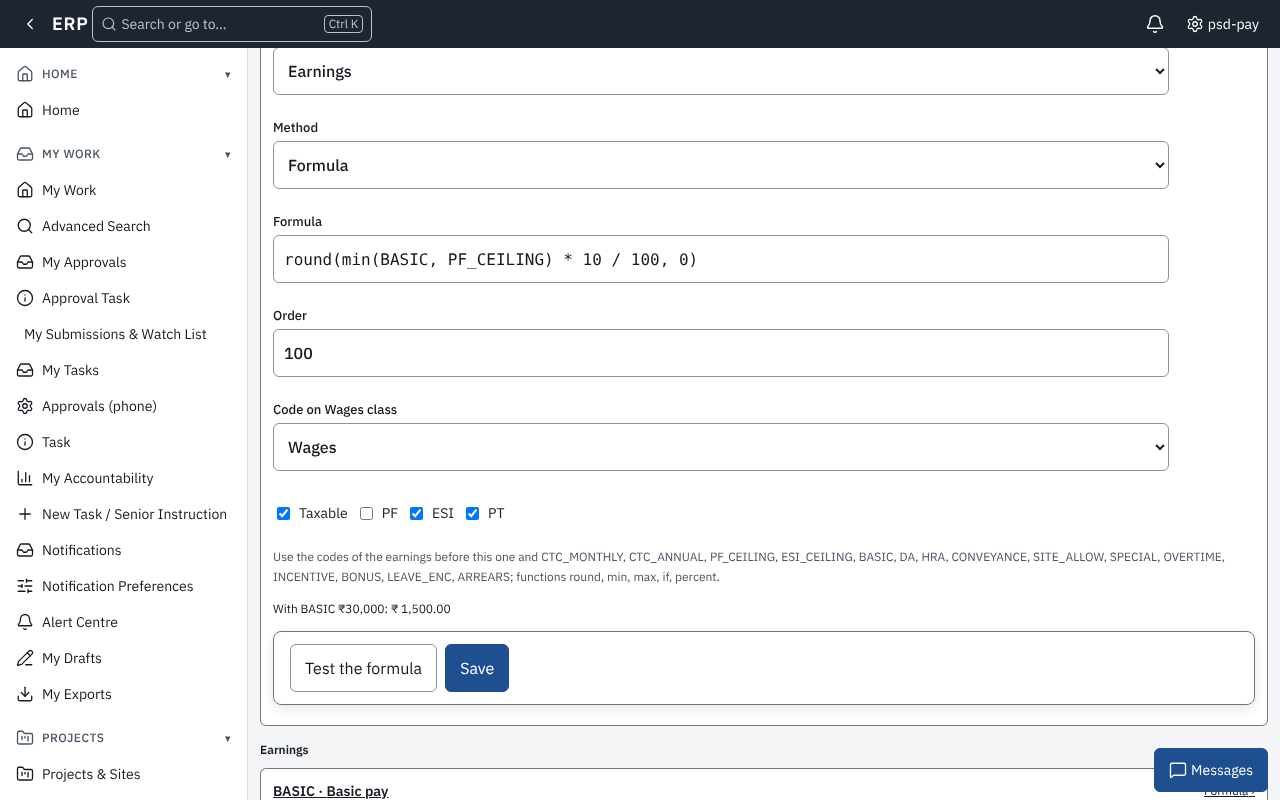 ERP
Search or go to...
Ctrl K
psd-pay
HOME
Home
MY WORK
My Work
Advanced Search
My Approvals
Approval Task
My Submissions & Watch List
My Tasks
Approvals (phone)
Task
My Accountability
New Task / Senior Instruction
Notifications
Notification Preferences
Alert Centre
My Drafts
My Exports
PROJECTS
Projects & Sites
Earnings
Method
Formula
Formula
round(min(BASIC, PF_CEILING) * 10 / 100, 0)
Order
100
Code on Wages class
Wages
Taxable PF ESI PT
Use the codes of the earnings before this one and CTC_MONTHLY, CTC_ANNUAL, PF_CEILING, ESI_CEILING, BASIC, DA, HRA, CONVEYANCE, SITE_ALLOW, SPECIAL, OVERTIME,
INCENTIVE, BONUS, LEAVE_ENC, ARREARS; functions round, min, max, if, percent.
With BASIC ₹30,000: ₹ 1,500.00
Test the formula
Save
Earnings
BASIC · Basic pay
Messages